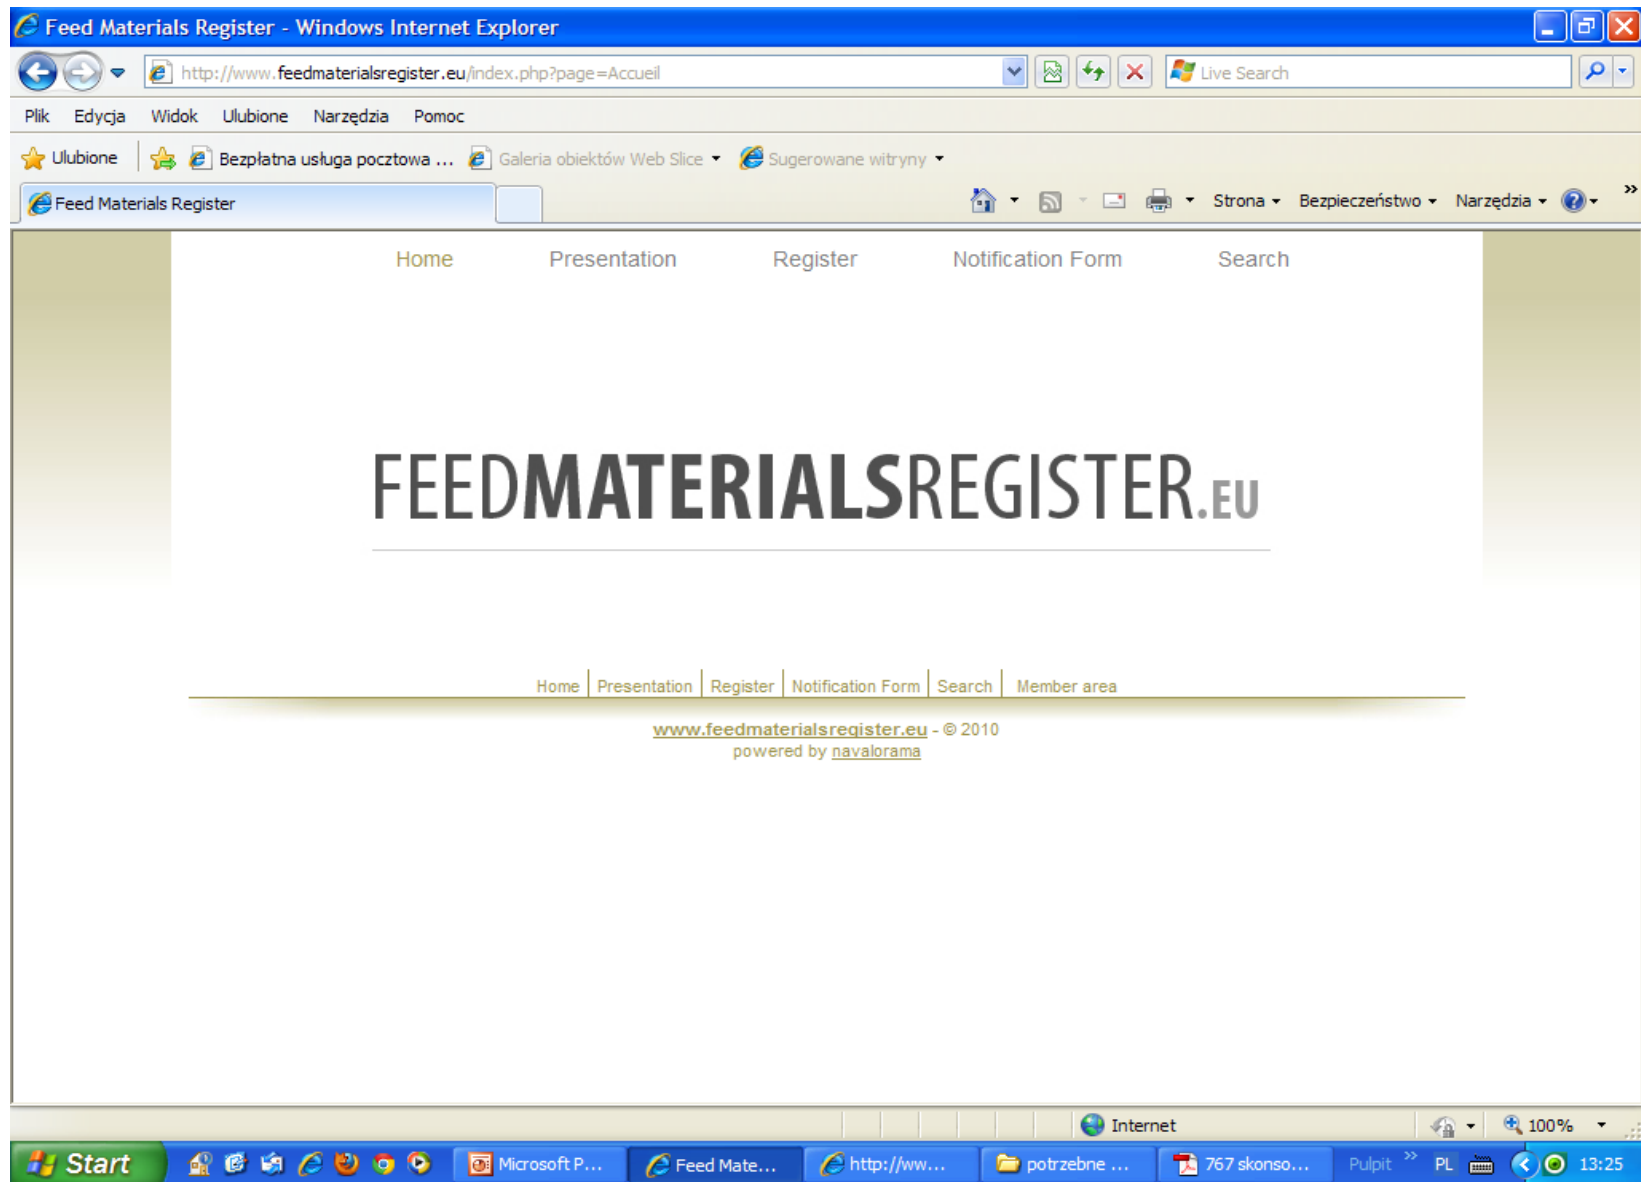 Feed Materials Register - Windows Internet Explorer
http://www.feedmaterialsregister.eu/index.php?page=Accueil Live Search
Plik Edycja Widok Ulubione Narzędzia Pomoc
Ulubione Bezpłatna usługa pocztowa ... Galeria obiektów Web Slice Sugerowane witryny
Feed Materials Register Strona Bezpieczeństwo Narzędzia »
Home Presentation Register Notification Form Search
FEEDMATERIALSREGISTER.EU
Home Presentation Register Notification Form Search Member area
www.feedmaterialsregister.eu - © 2010
powered by navalorama
Internet 100%
Start Microsoft P... Feed Mate... http://ww... potrzebne ... 767 skonso... Pulpit » PL 13:25